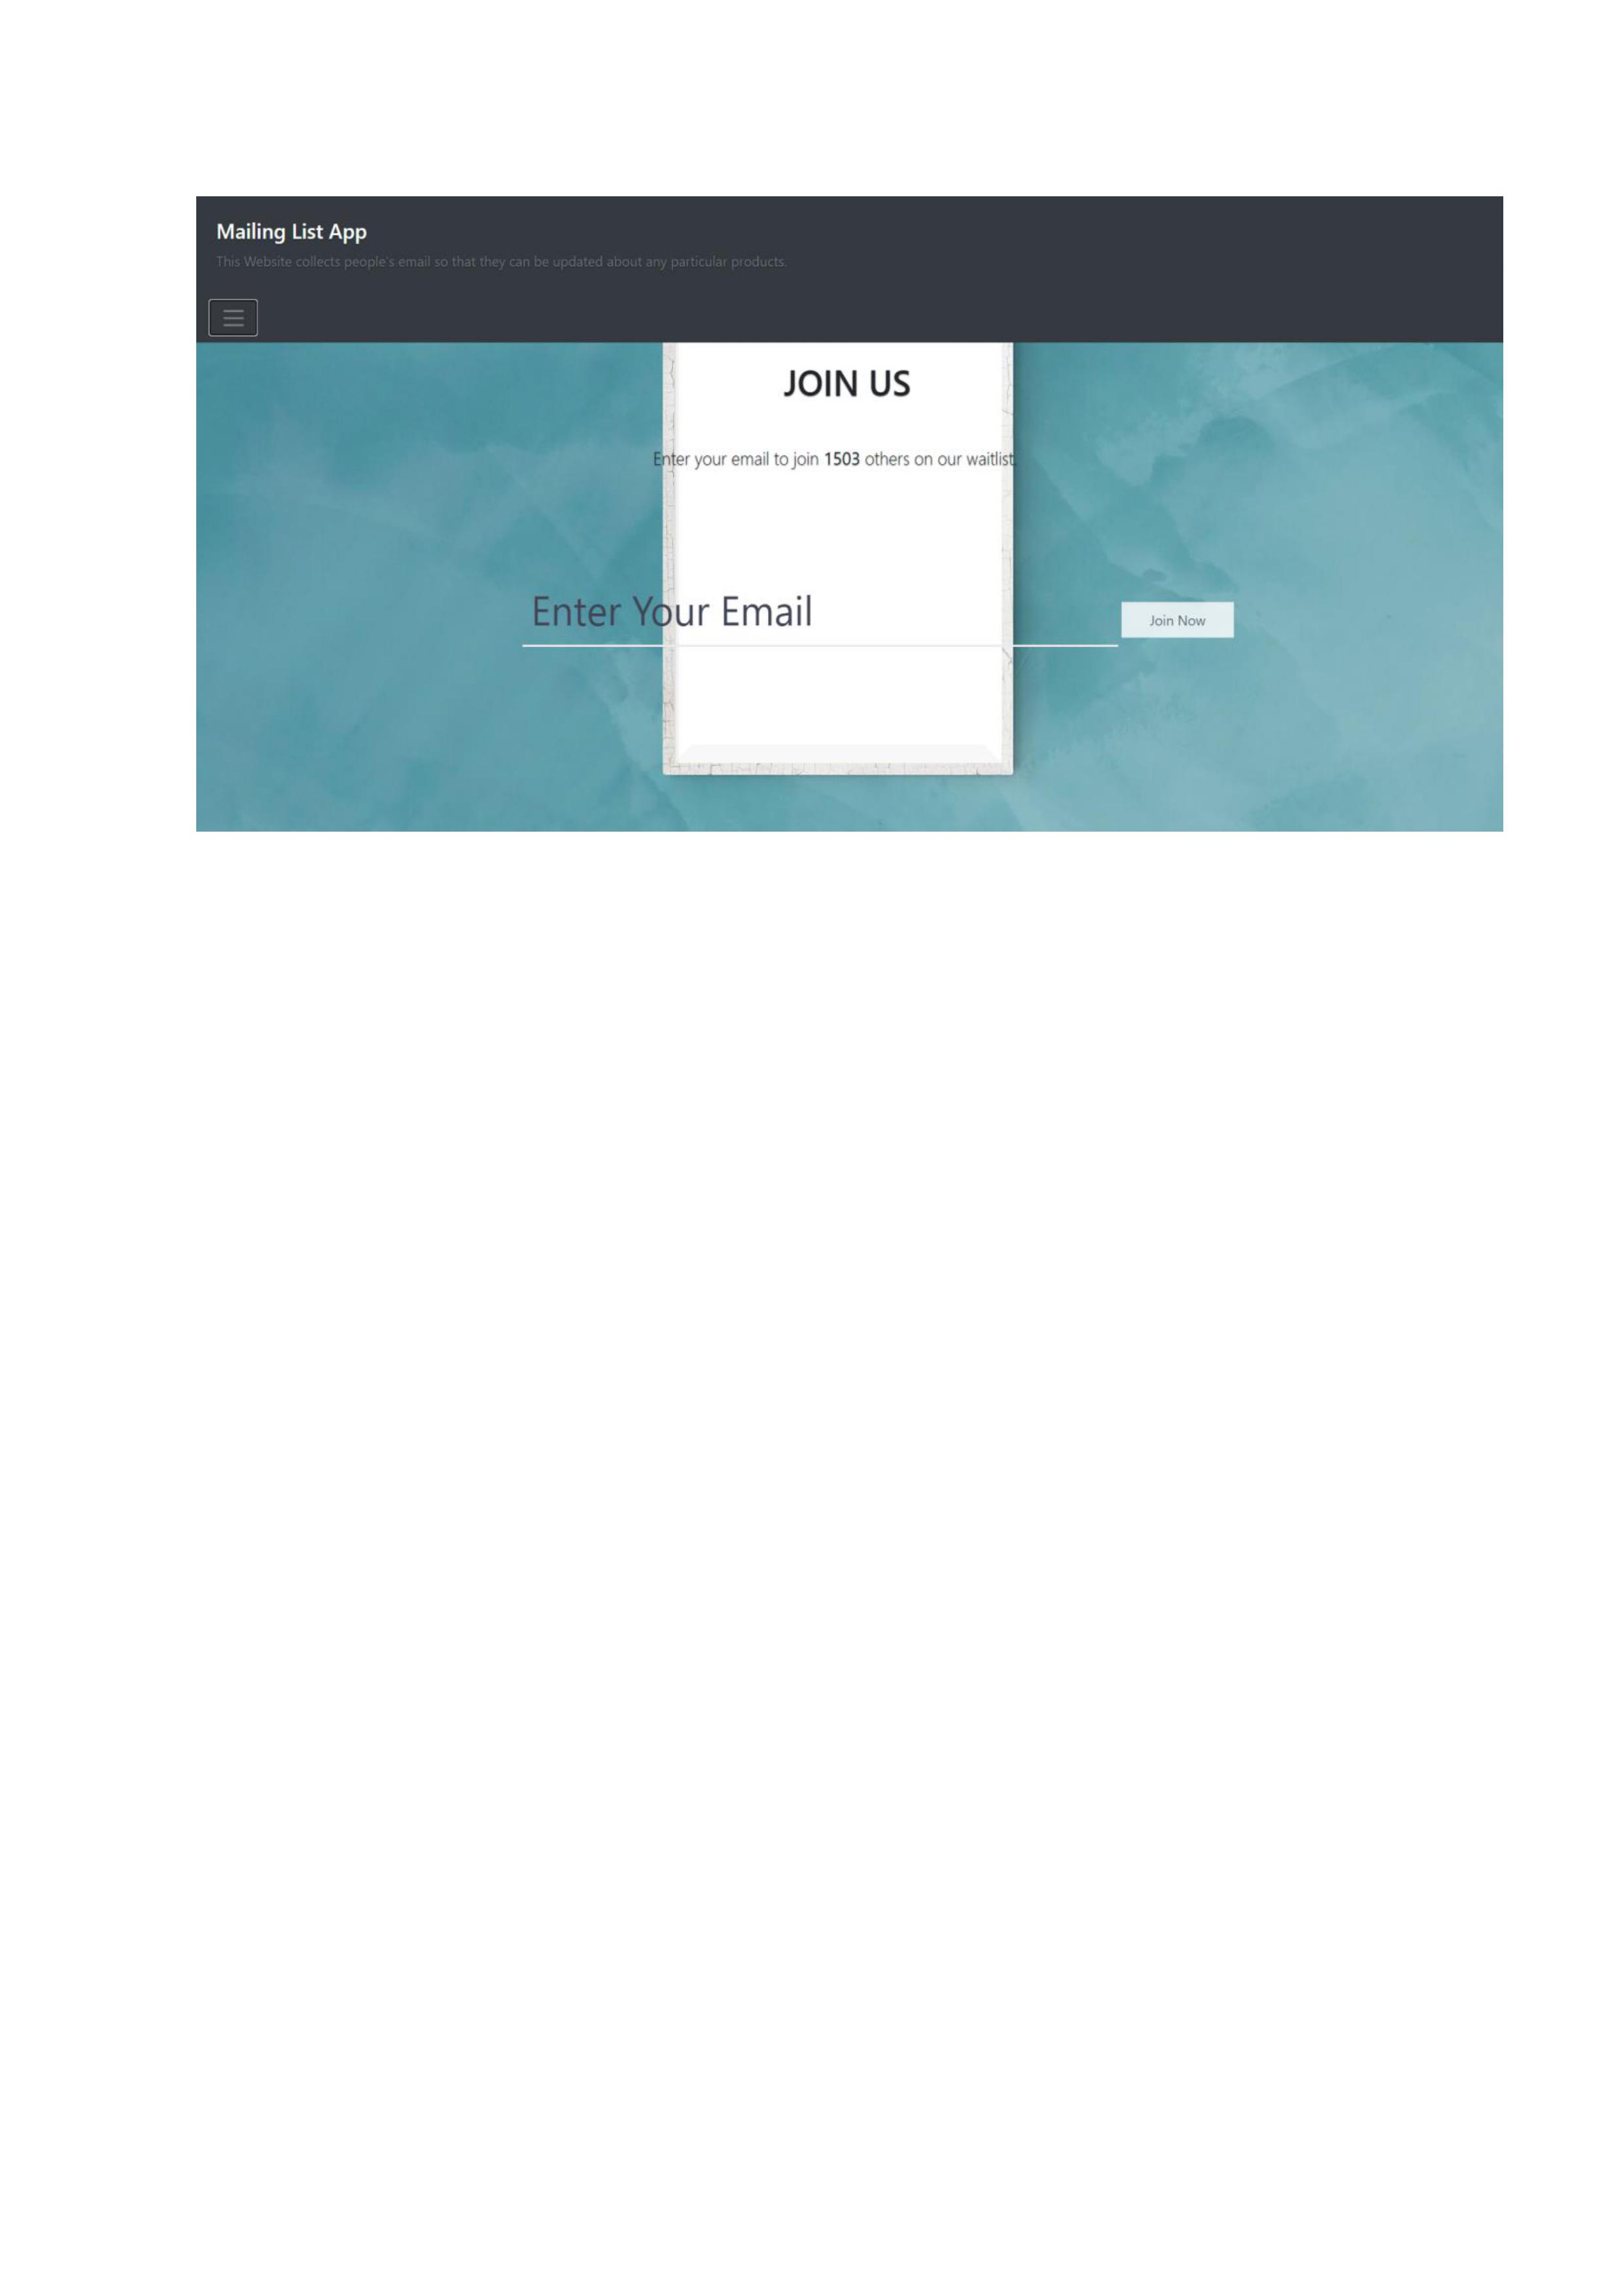 Mailing List App
This Website collects people's email so that they can be updated about any particular products.
JOIN US
Enter your email to join 1503 others on our waitlist.
Enter Your Email
Join Now